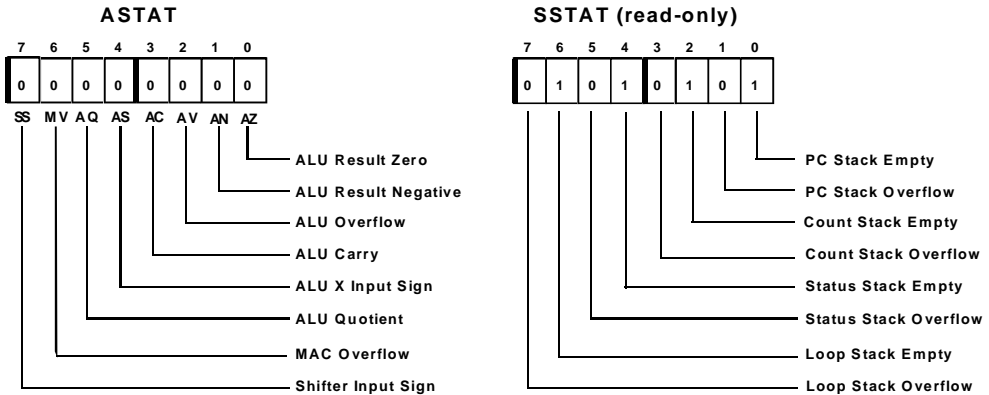 ASTAT
7 6 5 4 3 2 1 0
0 0 0 0 0 0 0 0
SS MV AQ AS AC AV AN AZ
ALU Result Zero
ALU Result Negative
ALU Overflow
ALU Carry
ALU X Input Sign
ALU Quotient
MAC Overflow
Shifter Input Sign
SSTAT (read-only)
7 6 5 4 3 2 1 0
0 1 0 1 0 1 0 1
PC Stack Empty
PC Stack Overflow
Count Stack Empty
Count Stack Overflow
Status Stack Empty
Status Stack Overflow
Loop Stack Empty
Loop Stack Overflow